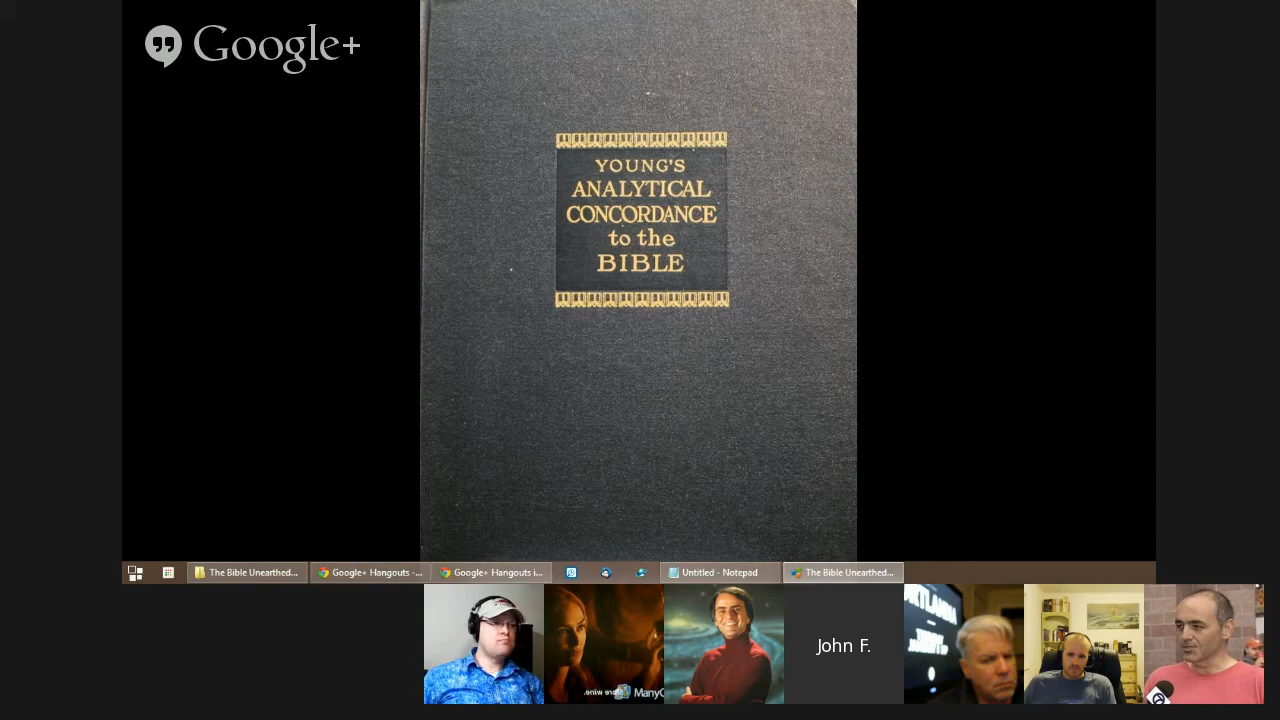 Google+
YOUNG'S
ANALYTICAL
CONCORDANCE
to the
BIBLE
The Bible Unearthed...
Google+ Hangouts -...
Google+ Hangouts i...
Untitled - Notepad
The Bible Unearthed...
John F.